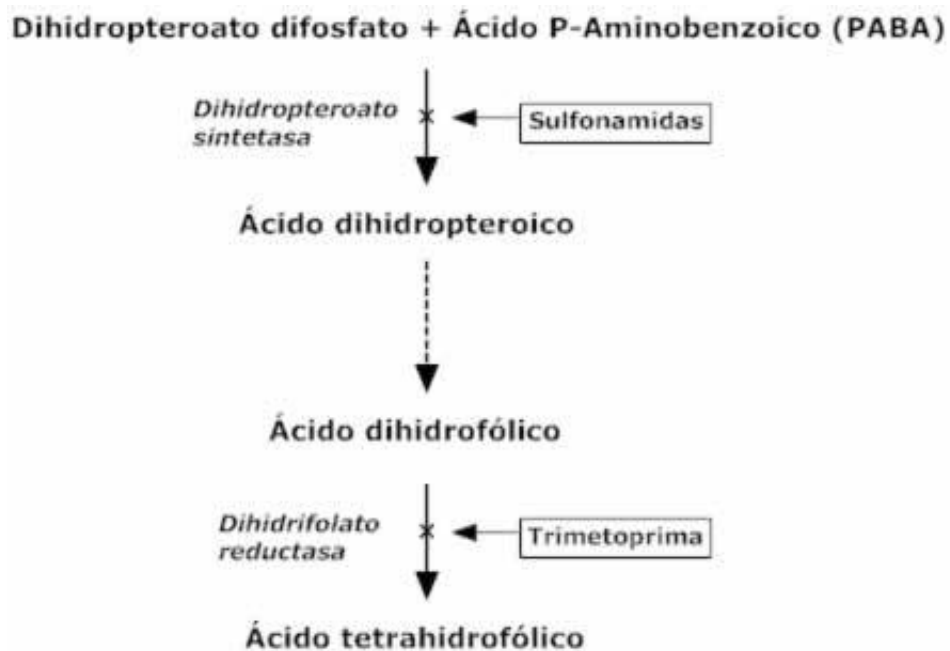 Dihidropteroato difosfato + Ácido P-Aminobenzoico (PABA)
Dihidropteroato
sintetasa
Sulfonamidas
Ácido dihidropteroico
Ácido dihidrofólico
Dihidrifolato
reductasa
Trimetoprima
Ácido tetrahidrofólico